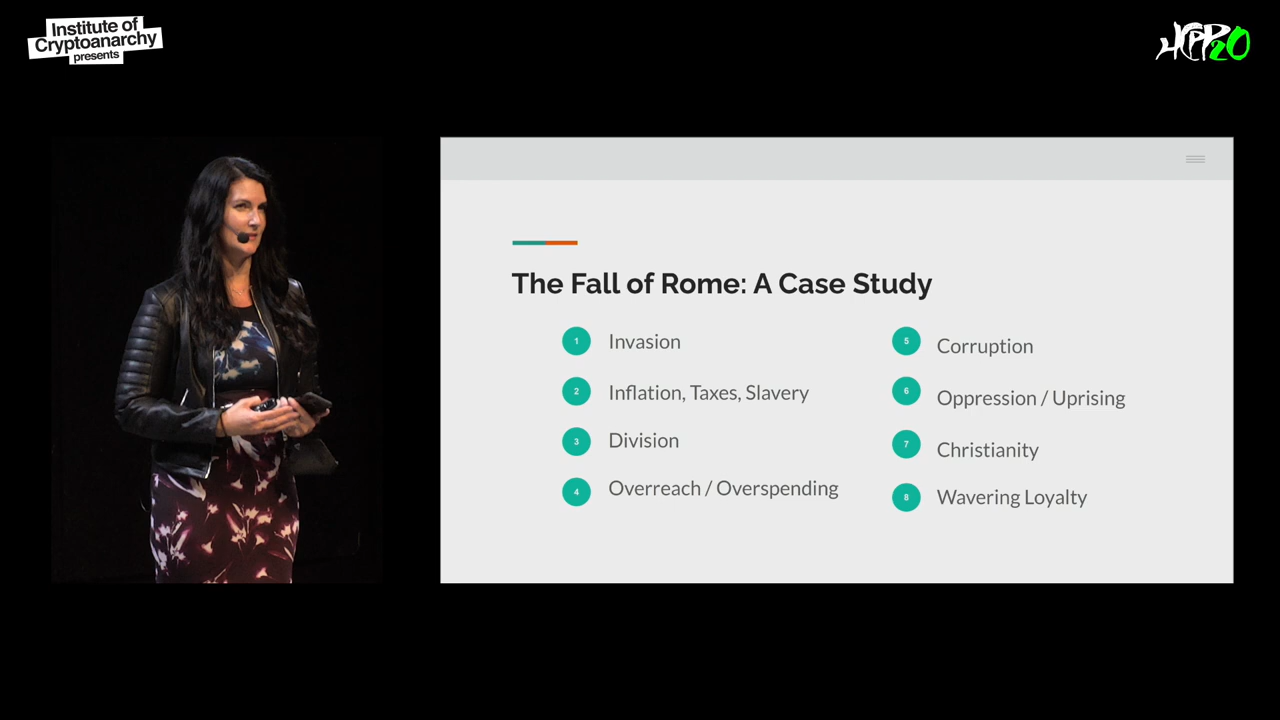 Institute of
Cryptoanarchy
presents
HCPP20
The Fall of Rome: A Case Study
1 Invasion
2 Inflation, Taxes, Slavery
3 Division
4 Overreach / Overspending
5 Corruption
6 Oppression / Uprising
7 Christianity
8 Wavering Loyalty